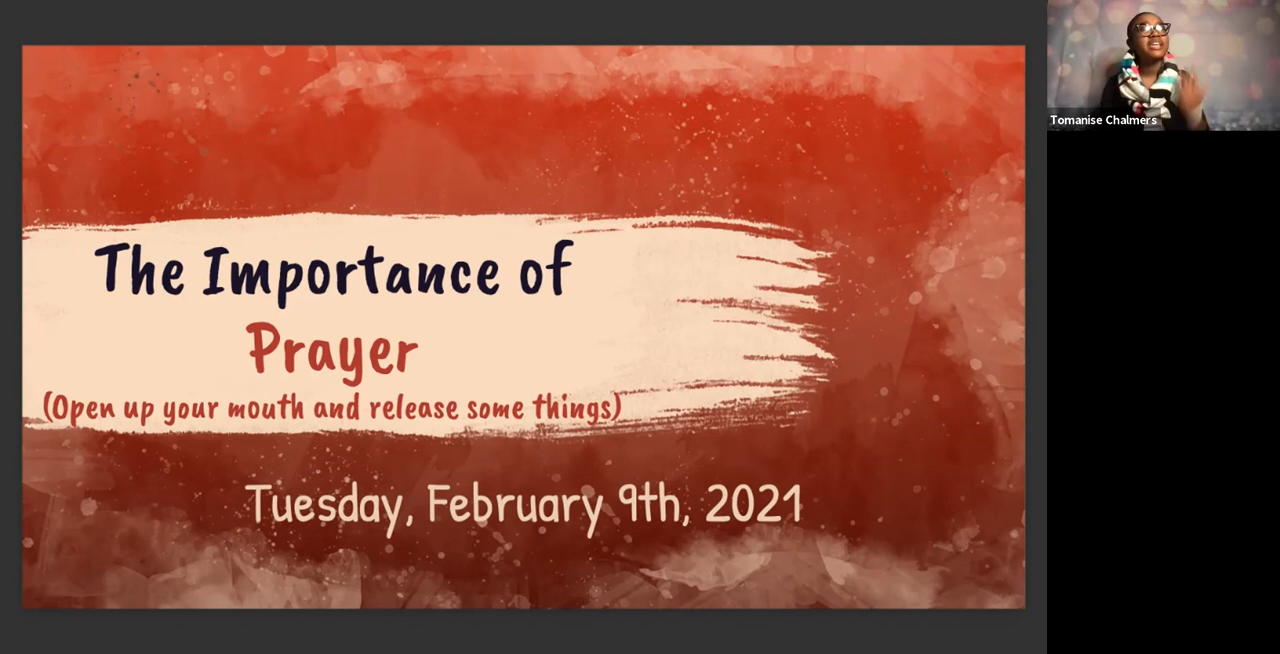 The Importance of
Prayer
(Open up your mouth and release some things)
Tuesday, February 9th, 2021
Tomanise Chalmers